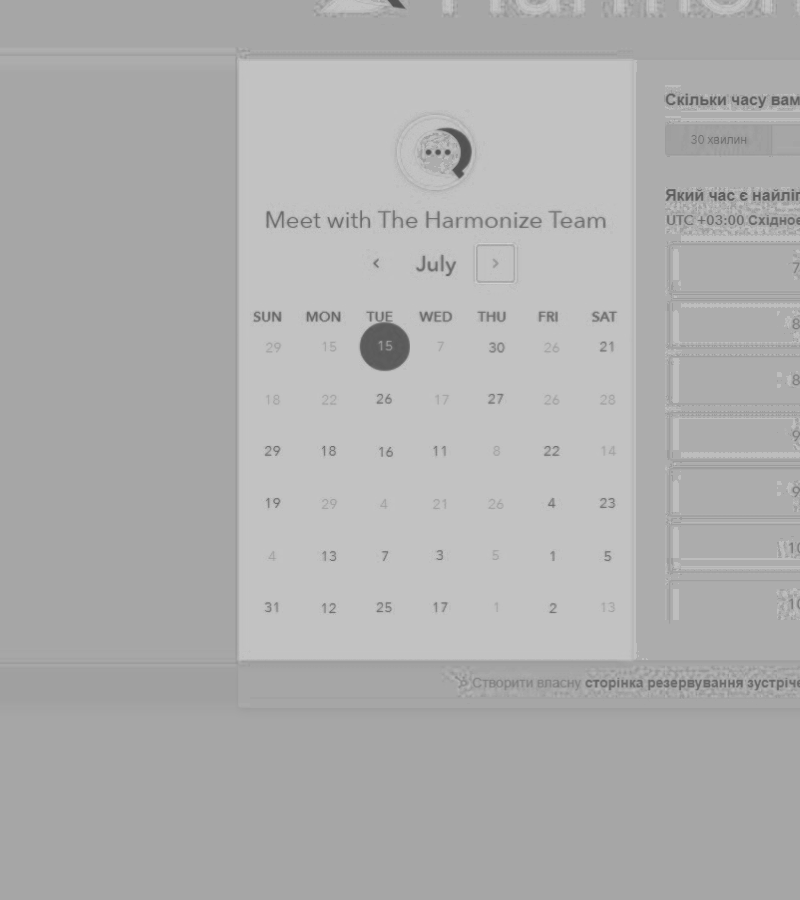 Скільки часу вам
30 хвилин
Meet with The Harmonize Team
Який час є найліп
UTC +03:00 Східноє
‹ July ›
SUN MON TUE WED THU FRI SAT
29 15 15 7 30 26 21
18 22 26 17 27 26 28
29 18 16 11 8 22 14
19 29 4 21 26 4 23
4 13 7 3 5 1 5
31 12 25 17 1 2 13
7
8
8
9
9
10
10
Створити власну сторінка резервування зустріче